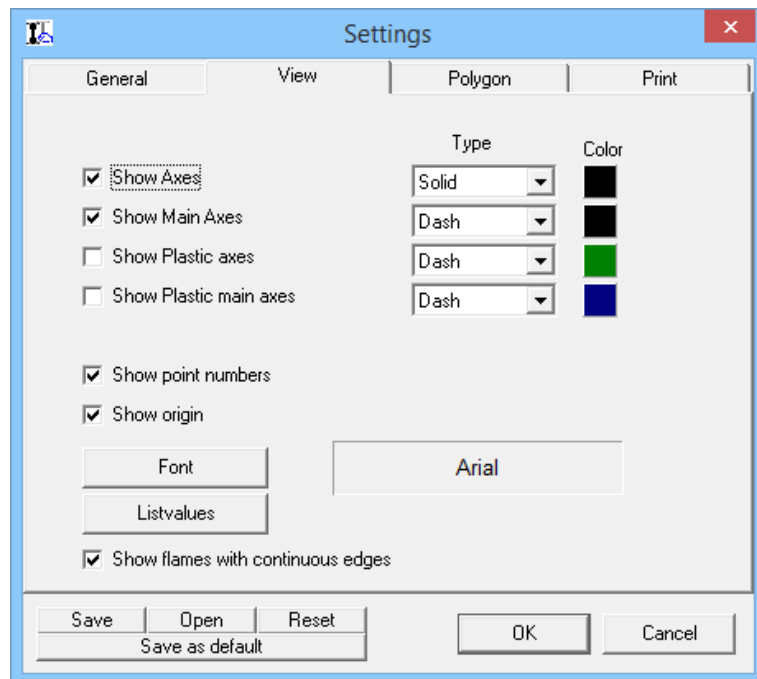 Settings
General View Polygon Print
Type Color
Show Axes Solid
Show Main Axes Dash
Show Plastic axes Dash
Show Plastic main axes Dash
Show point numbers
Show origin
Font Arial
Listvalues
Show flames with continuous edges
Save Open Reset
Save as default
OK Cancel